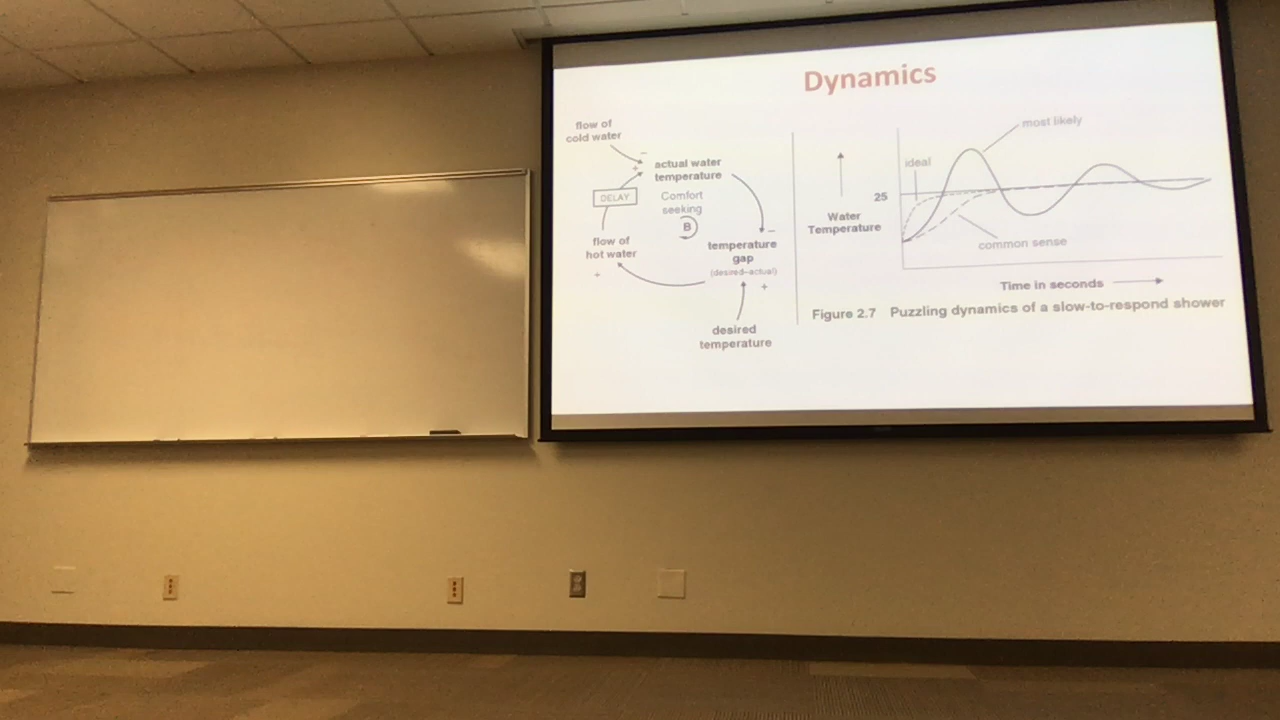 Dynamics
flow of
cold water
−
+
actual water
temperature
DELAY
Comfort
seeking
B
flow of
hot water
+
−
temperature
gap
(desired–actual)
+
desired
temperature
Water
Temperature
25
ideal
most likely
common sense
Time in seconds
Figure 2.7 Puzzling dynamics of a slow-to-respond shower